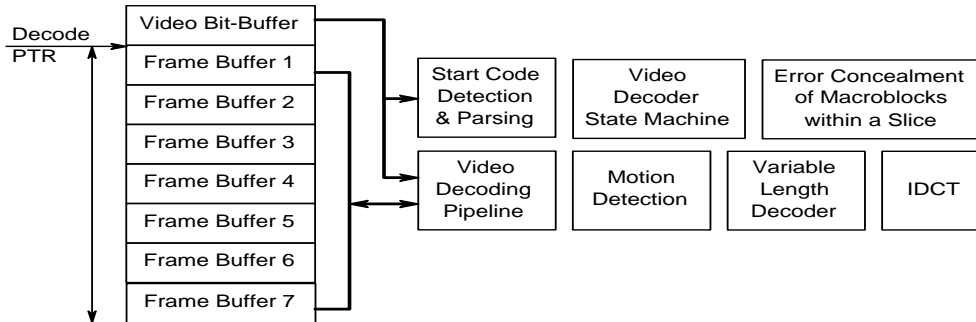 Decode
PTR
Video Bit-Buffer
Frame Buffer 1
Frame Buffer 2
Frame Buffer 3
Frame Buffer 4
Frame Buffer 5
Frame Buffer 6
Frame Buffer 7
Start Code
Detection
& Parsing
Video
Decoder
State Machine
Error Concealment
of Macroblocks
within a Slice
Video
Decoding
Pipeline
Motion
Detection
Variable
Length
Decoder
IDCT